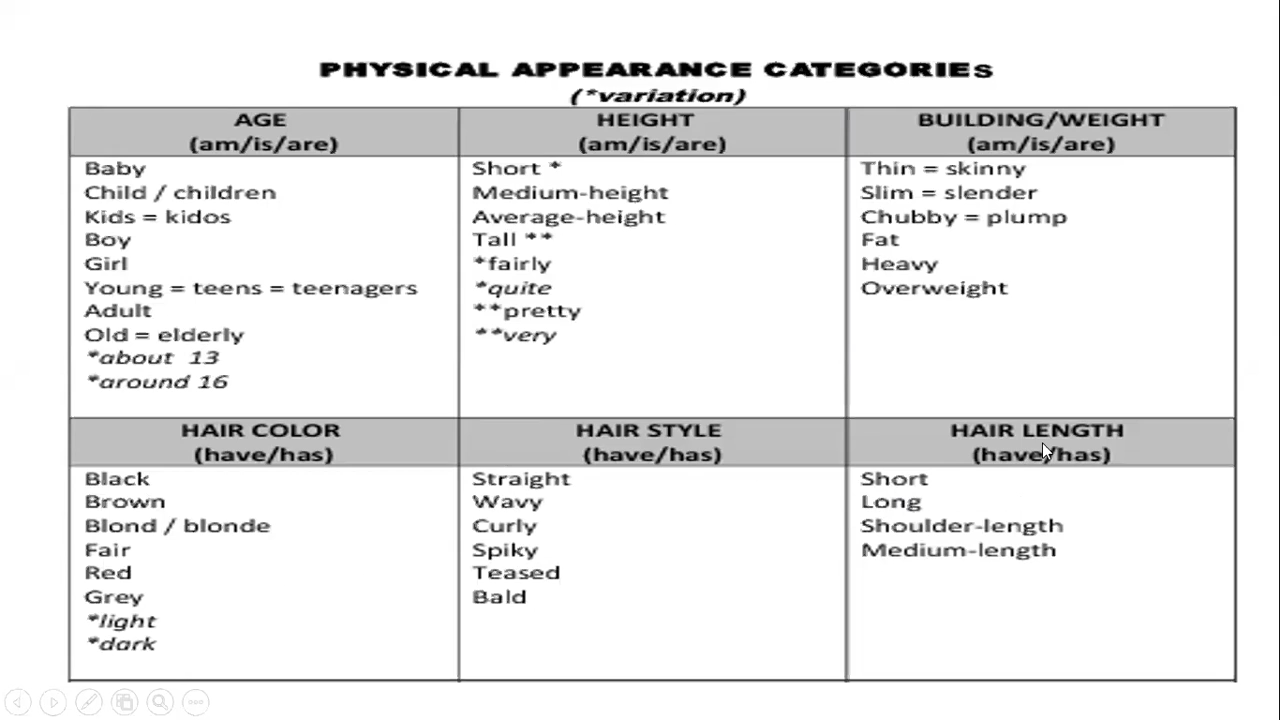 PHYSICAL APPEARANCE CATEGORIES
(*variation)
AGE
(am/is/are)
Baby
Child / children
Kids = kidos
Boy
Girl
Young = teens = teenagers
Adult
Old = elderly
*about 13
*around 16
HEIGHT
(am/is/are)
Short *
Medium-height
Average-height
Tall **
*fairly
*quite
**pretty
**very
BUILDING/WEIGHT
(am/is/are)
Thin = skinny
Slim = slender
Chubby = plump
Fat
Heavy
Overweight
HAIR COLOR
(have/has)
Black
Brown
Blond / blonde
Fair
Red
Grey
*light
*dark
HAIR STYLE
(have/has)
Straight
Wavy
Curly
Spiky
Teased
Bald
HAIR LENGTH
(have/has)
Short
Long
Shoulder-length
Medium-length